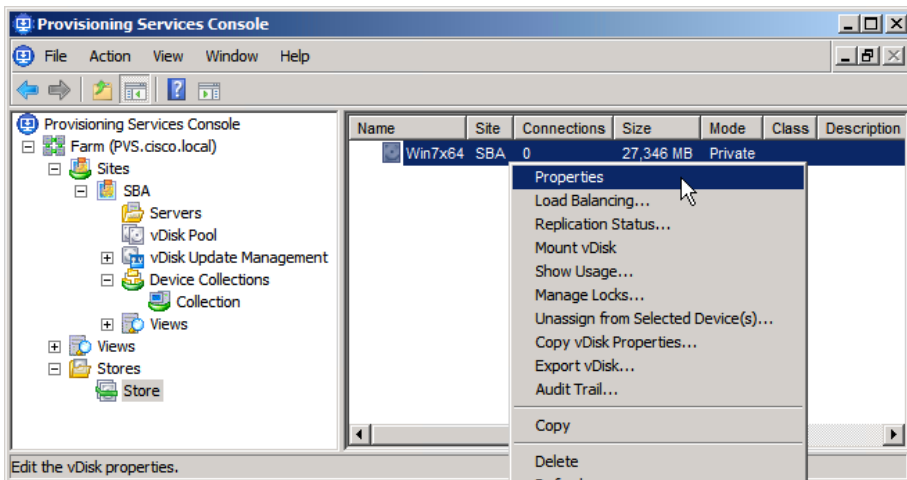 Provisioning Services Console
File Action View Window Help
Provisioning Services Console
Farm (PVS.cisco.local)
Sites
SBA
Servers
vDisk Pool
vDisk Update Management
Device Collections
Collection
Views
Views
Stores
Store
Name Site Connections Size Mode Class Description
Win7x64 SBA 0 27,346 MB Private
Properties
Load Balancing...
Replication Status...
Mount vDisk
Show Usage...
Manage Locks...
Unassign from Selected Device(s)...
Copy vDisk Properties...
Export vDisk...
Audit Trail...
Copy
Delete
Edit the vDisk properties.